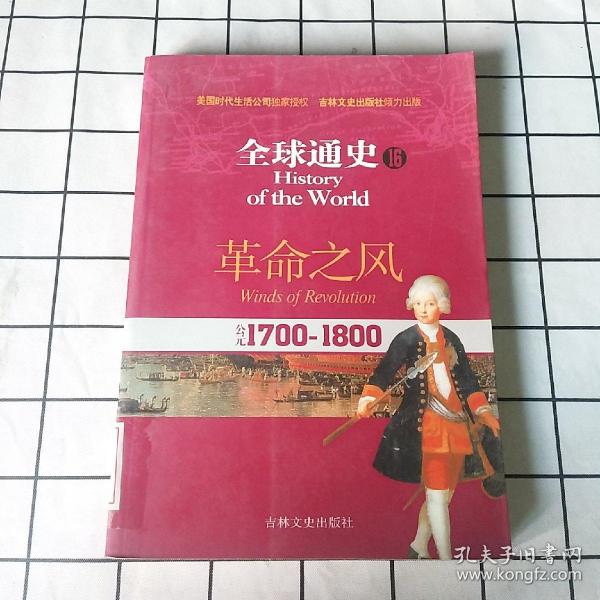 美国时代生活公司独家授权 吉林文史出版社倾力出版
全球通史 16
History
of the World
革命之风
Winds of Revolution
公元1700-1800
吉林文史出版社
孔夫子旧书网
www.kongfz.com